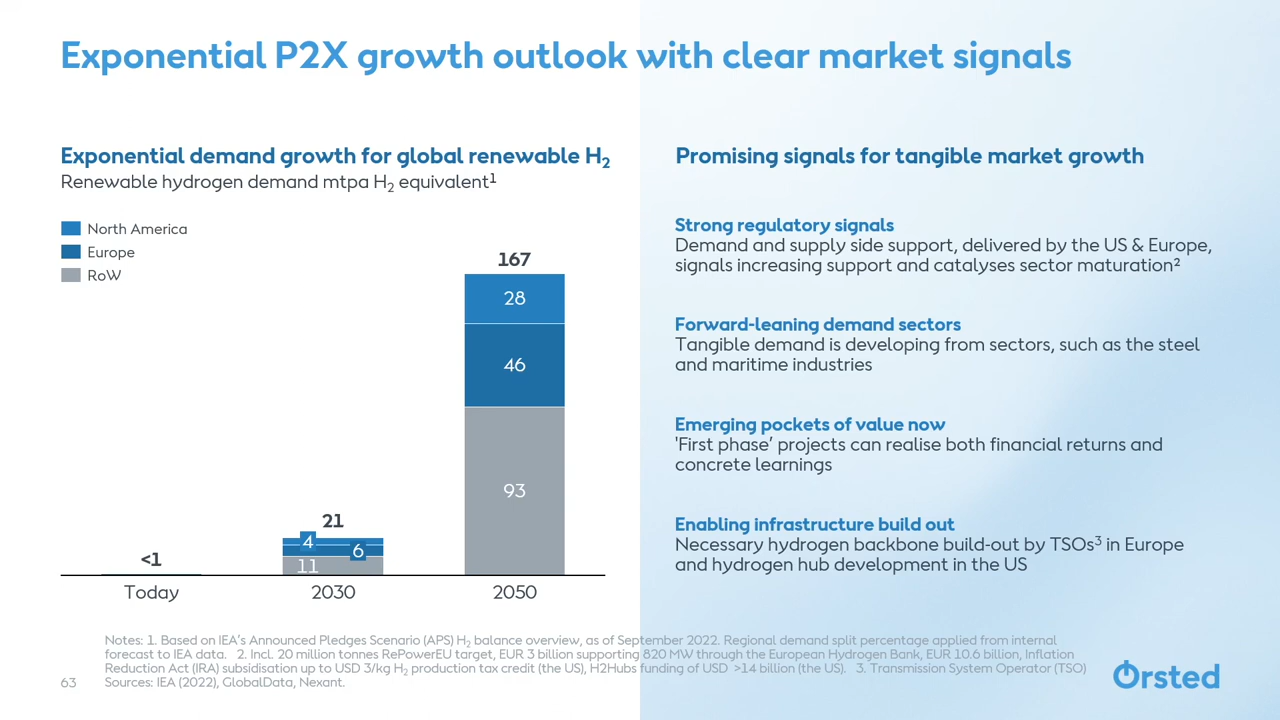 Exponential P2X growth outlook with clear market signals
Exponential demand growth for global renewable H₂
Renewable hydrogen demand mtpa H₂ equivalent¹
North America
Europe
RoW
<1
21
4
6
11
167
28
46
93
Today
2030
2050
Promising signals for tangible market growth
Strong regulatory signals
Demand and supply side support, delivered by the US & Europe,
signals increasing support and catalyses sector maturation²
Forward-leaning demand sectors
Tangible demand is developing from sectors, such as the steel
and maritime industries
Emerging pockets of value now
'First phase' projects can realise both financial returns and
concrete learnings
Enabling infrastructure build out
Necessary hydrogen backbone build-out by TSOs³ in Europe
and hydrogen hub development in the US
Notes: 1. Based on IEA's Announced Pledges Scenario (APS) H₂ balance overview, as of September 2022. Regional demand split percentage applied from internal
forecast to IEA data. 2. Incl. 20 million tonnes RePowerEU target, EUR 3 billion supporting 820 MW through the European Hydrogen Bank, EUR 10.6 billion, Inflation
Reduction Act (IRA) subsidisation up to USD 3/kg H₂ production tax credit (the US), H2Hubs funding of USD >14 billion (the US). 3. Transmission System Operator (TSO)
Sources: IEA (2022), GlobalData, Nexant.
63
Ørsted